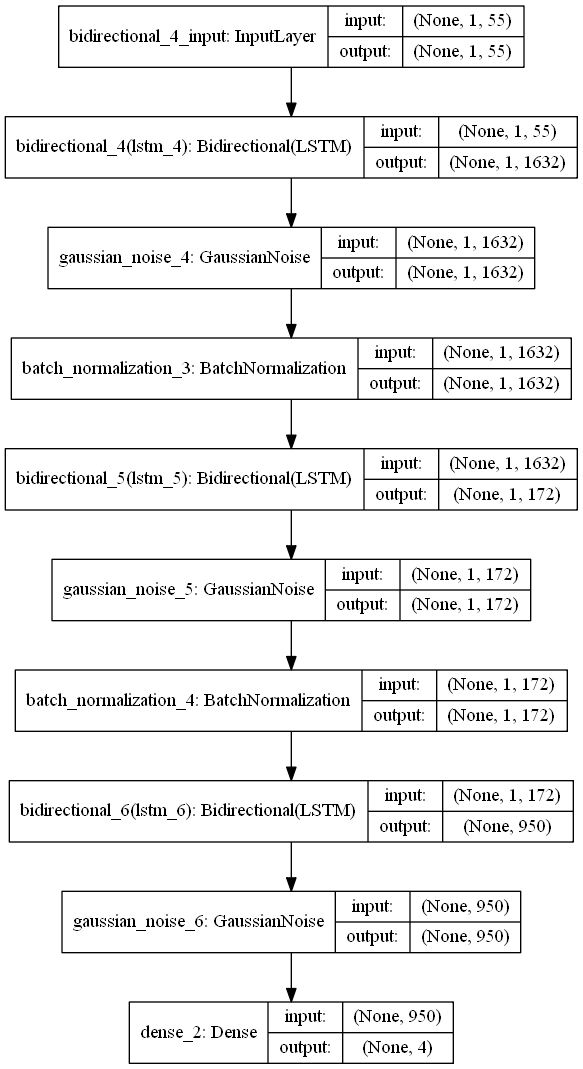 bidirectional_4_input: InputLayer
input: (None, 1, 55)
output: (None, 1, 55)
bidirectional_4(lstm_4): Bidirectional(LSTM)
input: (None, 1, 55)
output: (None, 1, 1632)
gaussian_noise_4: GaussianNoise
input: (None, 1, 1632)
output: (None, 1, 1632)
batch_normalization_3: BatchNormalization
input: (None, 1, 1632)
output: (None, 1, 1632)
bidirectional_5(lstm_5): Bidirectional(LSTM)
input: (None, 1, 1632)
output: (None, 1, 172)
gaussian_noise_5: GaussianNoise
input: (None, 1, 172)
output: (None, 1, 172)
batch_normalization_4: BatchNormalization
input: (None, 1, 172)
output: (None, 1, 172)
bidirectional_6(lstm_6): Bidirectional(LSTM)
input: (None, 1, 172)
output: (None, 950)
gaussian_noise_6: GaussianNoise
input: (None, 950)
output: (None, 950)
dense_2: Dense
input: (None, 950)
output: (None, 4)